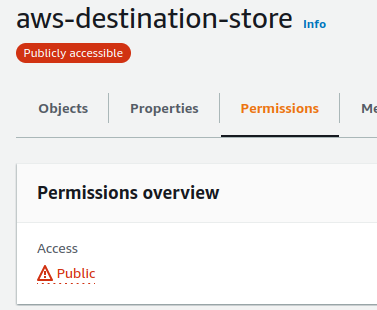 aws-destination-store Info
Publicly accessible
Objects Properties Permissions
Permissions overview
Access
Public